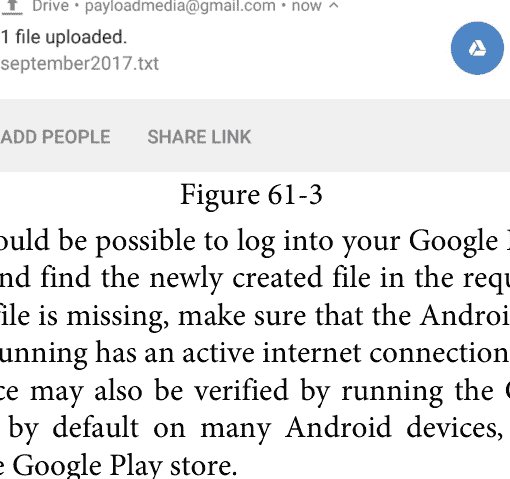 Drive • payloadmedia@gmail.com • now
1 file uploaded.
september2017.txt
ADD PEOPLE SHARE LINK
Figure 61-3
ould be possible to log into your Google
nd find the newly created file in the requ
file is missing, make sure that the Androi
unning has an active internet connection
ce may also be verified by running the
by default on many Android devices,
e Google Play store.